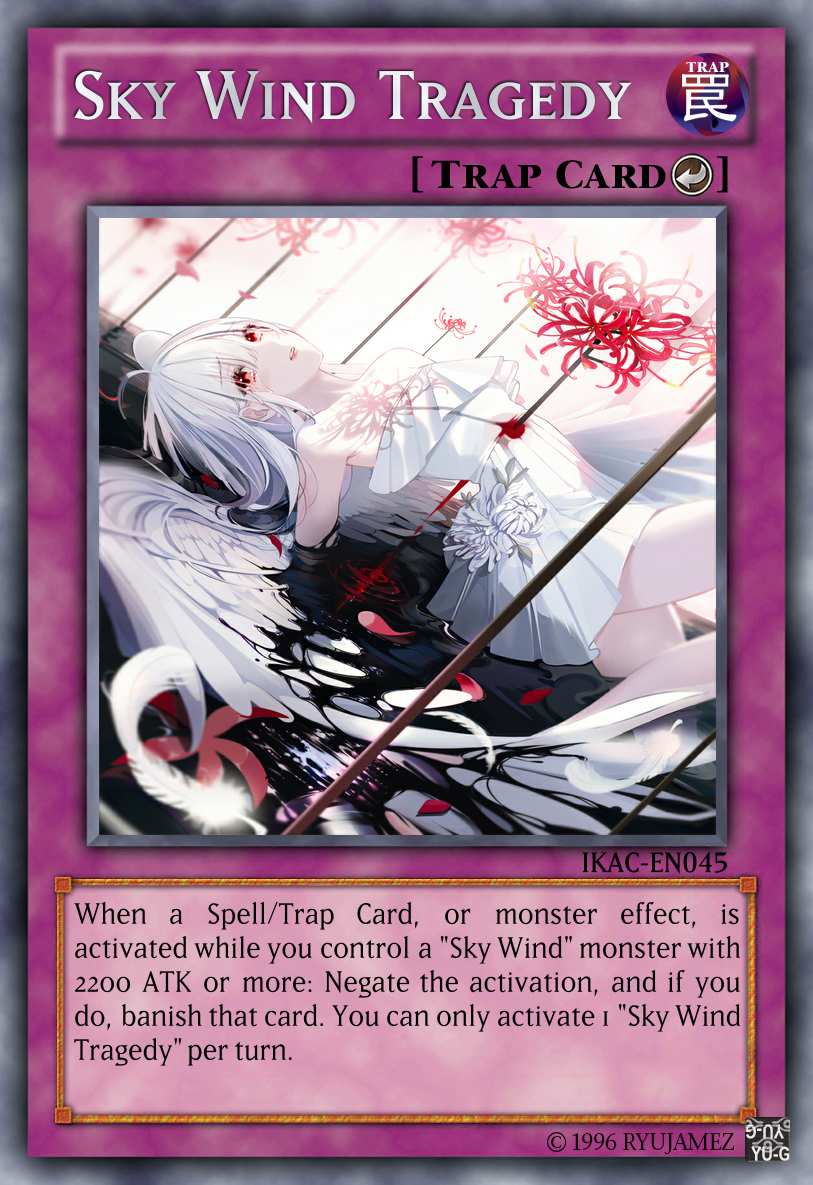 Sky Wind Tragedy
TRAP
罠
[ Trap Card ]
IKAC-EN045
When a Spell/Trap Card, or monster effect, is
activated while you control a "Sky Wind" monster with
2200 ATK or more: Negate the activation, and if you
do, banish that card. You can only activate 1 "Sky Wind
Tragedy" per turn.
© 1996 RYUJAMEZ
YU-G
YU-G